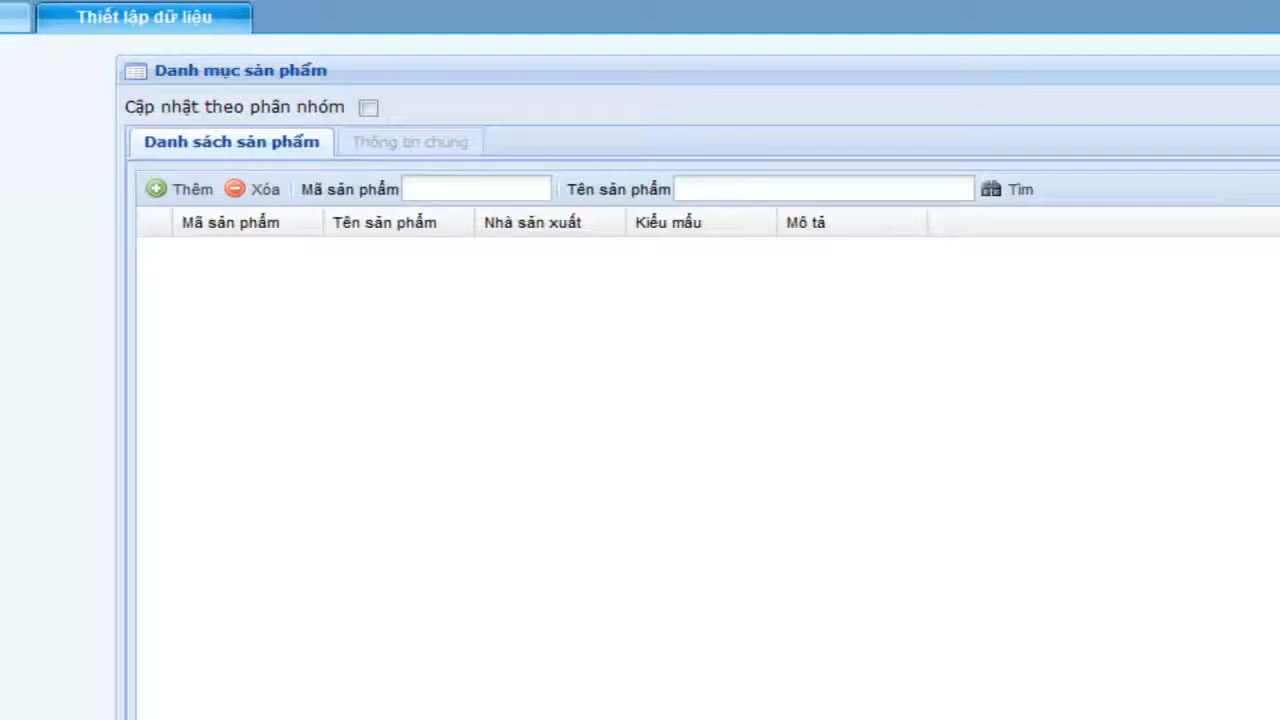 Thiết lập dữ liệu
Danh mục sản phẩm
Cập nhật theo phân nhóm
Danh sách sản phẩm Thông tin chung
Thêm Xóa Mã sản phẩm Tên sản phẩm Tìm
Mã sản phẩm Tên sản phẩm Nhà sản xuất Kiểu mẫu Mô tả